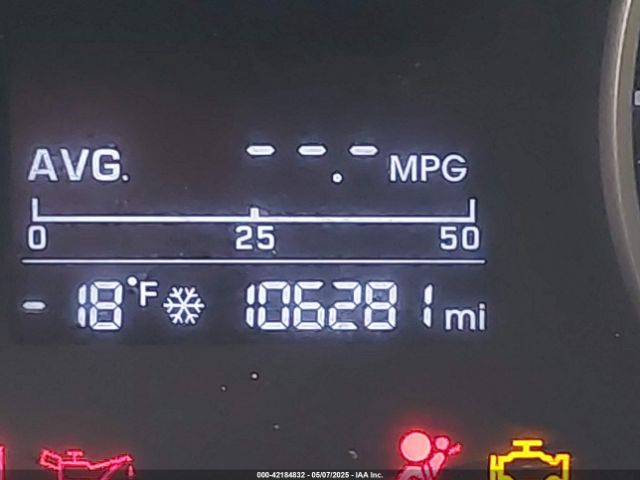 AVG. - - . - MPG
0 25 50
- 18°F 106281 mi
000-42184832 - 05/07/2025 - IAA Inc.